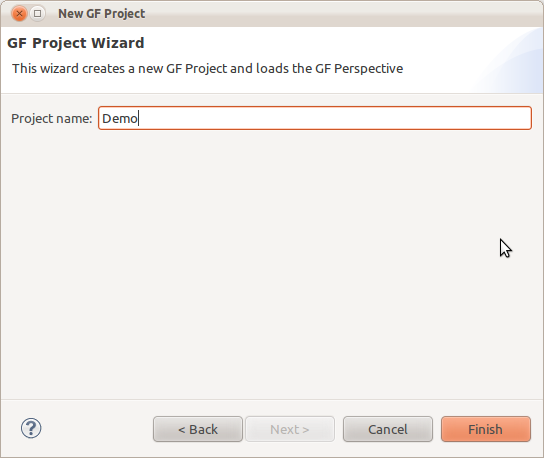 New GF Project
GF Project Wizard
This wizard creates a new GF Project and loads the GF Perspective
Project name: Demo
?
< Back
Next >
Cancel
Finish